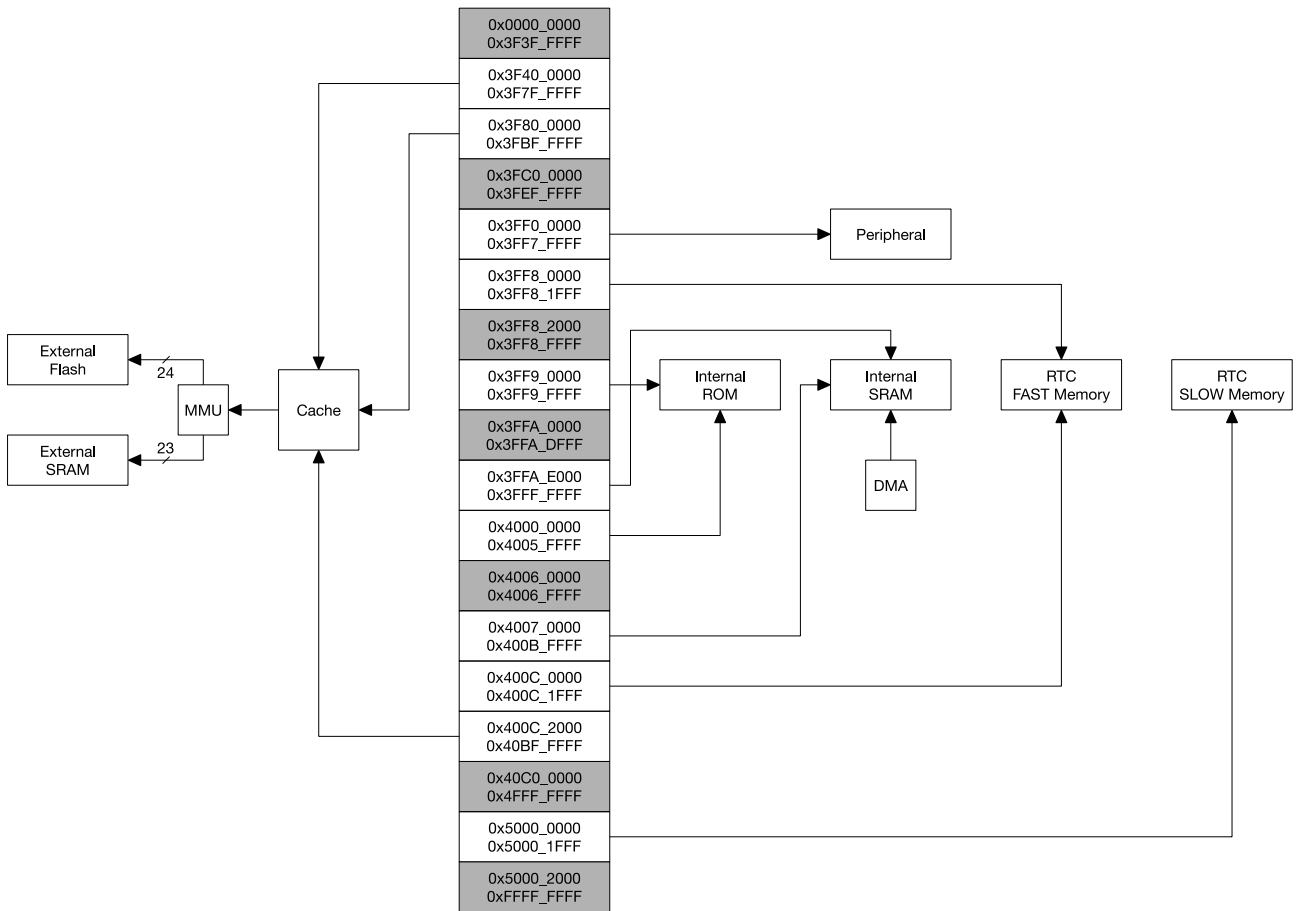 0x0000_0000
0x3F3F_FFFF
0x3F40_0000
0x3F7F_FFFF
0x3F80_0000
0x3FBF_FFFF
0x3FC0_0000
0x3FEF_FFFF
0x3FF0_0000
0x3FF7_FFFF
Peripheral
0x3FF8_0000
0x3FF8_1FFF
0x3FF8_2000
0x3FF8_FFFF
External
Flash
24
MMU
Cache
External
SRAM
23
0x3FF9_0000
0x3FF9_FFFF
Internal
ROM
Internal
SRAM
RTC
FAST Memory
RTC
SLOW Memory
0x3FFA_0000
0x3FFA_DFFF
0x3FFA_E000
0x3FFF_FFFF
DMA
0x4000_0000
0x4005_FFFF
0x4006_0000
0x4006_FFFF
0x4007_0000
0x400B_FFFF
0x400C_0000
0x400C_1FFF
0x400C_2000
0x40BF_FFFF
0x40C0_0000
0x4FFF_FFFF
0x5000_0000
0x5000_1FFF
0x5000_2000
0xFFFF_FFFF